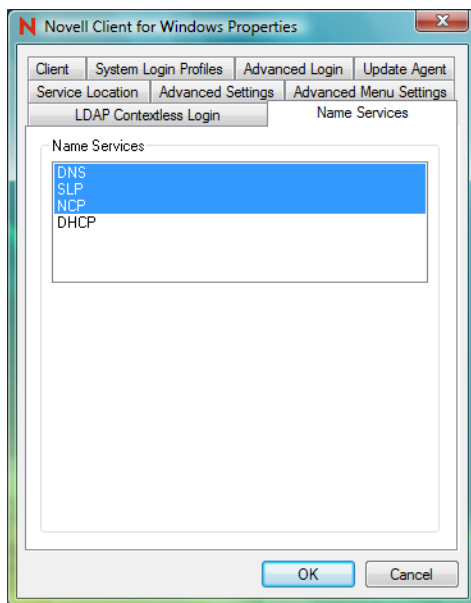 Novell Client for Windows Properties
Client System Login Profiles Advanced Login Update Agent
Service Location Advanced Settings Advanced Menu Settings
LDAP Contextless Login Name Services
Name Services
DNS
SLP
NCP
DHCP
OK Cancel